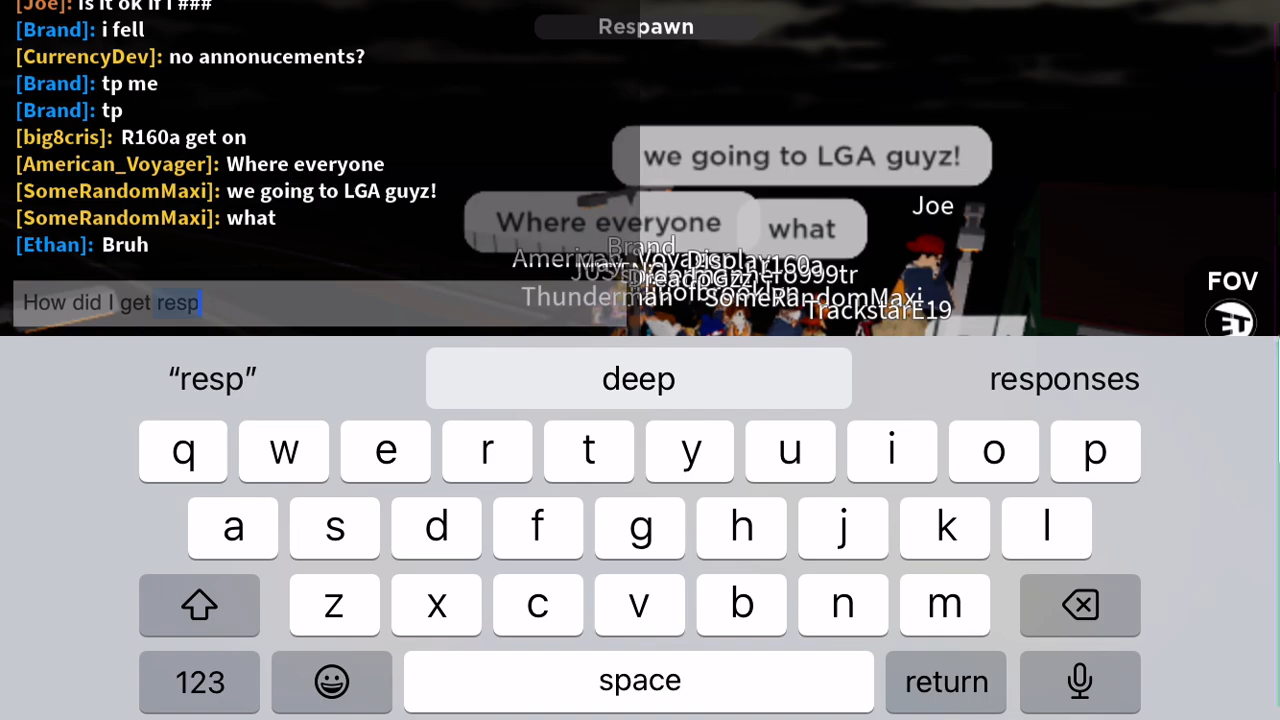 [Joe]: is it ok if i ###
[Brand]: i fell
[CurrencyDev]: no annonucements?
[Brand]: tp me
[Brand]: tp
[big8cris]: R160a get on
[American_Voyager]: Where everyone
[SomeRandomMaxi]: we going to LGA guyz!
[SomeRandomMaxi]: what
[Ethan]: Bruh
Respawn
we going to LGA guyz!
Where everyone
what
Joe
Brand
Thunderman
SomeRandomMaxi
TrackstarE19
FOV
How did I get resp
“resp”
deep
responses
q w e r t y u i o p
a s d f g h j k l
z x c v b n m
123
space
return